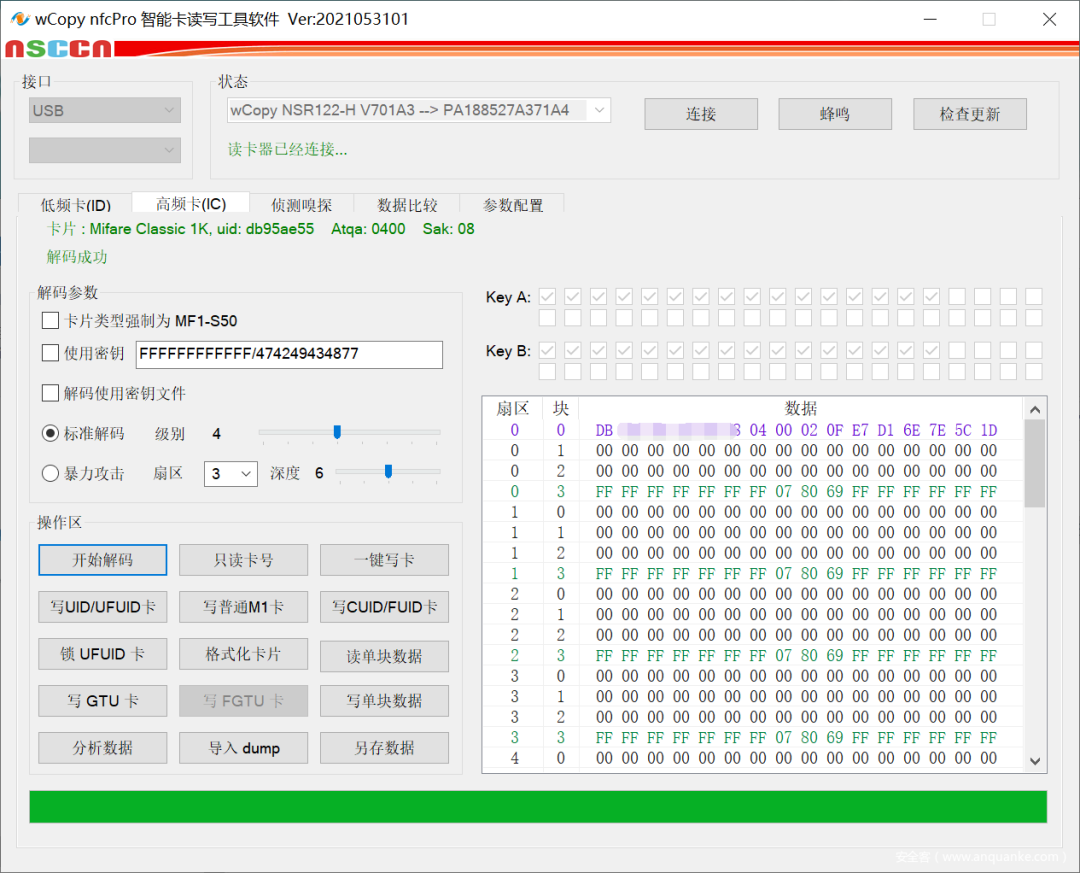 wCopy nfcPro 智能卡读写工具软件 Ver:2021053101
nsccn
接口
状态
USB
wCopy NSR122-H V701A3 --> PA188527A371A4
连接
蜂鸣
检查更新
读卡器已经连接...
低频卡(ID)
高频卡(IC)
侦测嗅探
数据比较
参数配置
卡片 : Mifare Classic 1K, uid: db95ae55 Atqa: 0400 Sak: 08
解码成功
解码参数
卡片类型强制为 MF1-S50
使用密钥 FFFFFFFFFFFF/474249434877
解码使用密钥文件
标准解码 级别 4
暴力攻击 扇区 3 深度 6
操作区
开始解码 只读卡号 一键写卡
写UID/UFUID卡 写普通M1卡 写CUID/FUID卡
锁 UFUID 卡 格式化卡片 读单块数据
写 GTU 卡 写 FGTU 卡 写单块数据
分析数据 导入 dump 另存数据
Key A:
Key B:
扇区 块 数据
0 0 DB 04 00 02 0F E7 D1 6E 7E 5C 1D
0 1 00 00 00 00 00 00 00 00 00 00 00 00 00 00 00 00
0 2 00 00 00 00 00 00 00 00 00 00 00 00 00 00 00 00
0 3 FF FF FF FF FF FF FF 07 80 69 FF FF FF FF FF FF
1 0 00 00 00 00 00 00 00 00 00 00 00 00 00 00 00 00
1 1 00 00 00 00 00 00 00 00 00 00 00 00 00 00 00 00
1 2 00 00 00 00 00 00 00 00 00 00 00 00 00 00 00 00
1 3 FF FF FF FF FF FF FF 07 80 69 FF FF FF FF FF FF
2 0 00 00 00 00 00 00 00 00 00 00 00 00 00 00 00 00
2 1 00 00 00 00 00 00 00 00 00 00 00 00 00 00 00 00
2 2 00 00 00 00 00 00 00 00 00 00 00 00 00 00 00 00
2 3 FF FF FF FF FF FF FF 07 80 69 FF FF FF FF FF FF
3 0 00 00 00 00 00 00 00 00 00 00 00 00 00 00 00 00
3 1 00 00 00 00 00 00 00 00 00 00 00 00 00 00 00 00
3 2 00 00 00 00 00 00 00 00 00 00 00 00 00 00 00 00
3 3 FF FF FF FF FF FF FF 07 80 69 FF FF FF FF FF FF
4 0 00 00 00 00 00 00 00 00 00 00 00 00 00 00 00 00
安全客 ( www.anquanke.com )